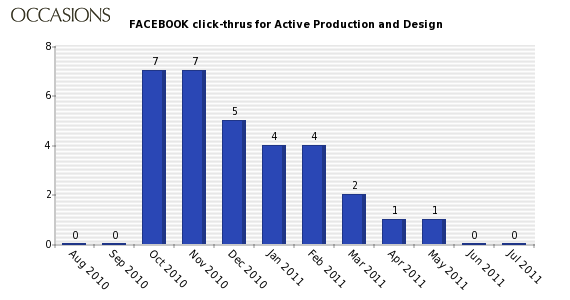 OCCASIONS
FACEBOOK click-thrus for Active Production and Design
8
6
4
2
0
0 0 7 7 5 4 4 2 1 1 0 0
Aug 2010 Sep 2010 Oct 2010 Nov 2010 Dec 2010 Jan 2011 Feb 2011 Mar 2011 Apr 2011 May 2011 Jun 2011 Jul 2011